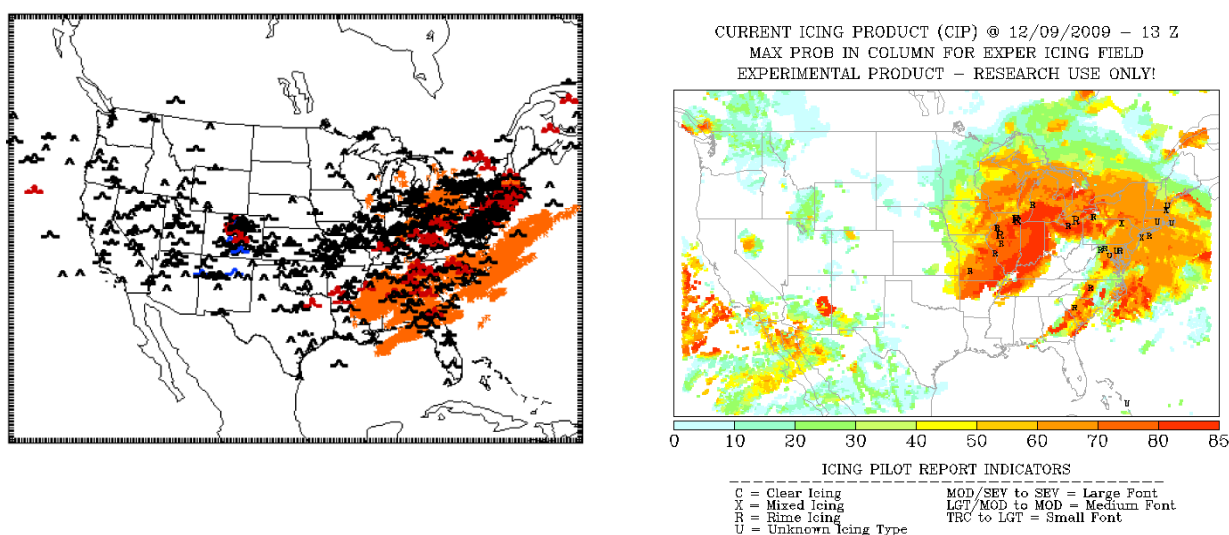 CURRENT ICING PRODUCT (CIP) @ 12/09/2009 – 13 Z
MAX PROB IN COLUMN FOR EXPER ICING FIELD
EXPERIMENTAL PRODUCT – RESEARCH USE ONLY!
0 10 20 30 40 50 60 70 80 85
ICING PILOT REPORT INDICATORS
C = Clear Icing MOD/SEV to SEV = Large Font
X = Mixed Icing LGT/MOD to MOD = Medium Font
R = Rime Icing TRC to LGT = Small Font
U = Unknown Icing Type